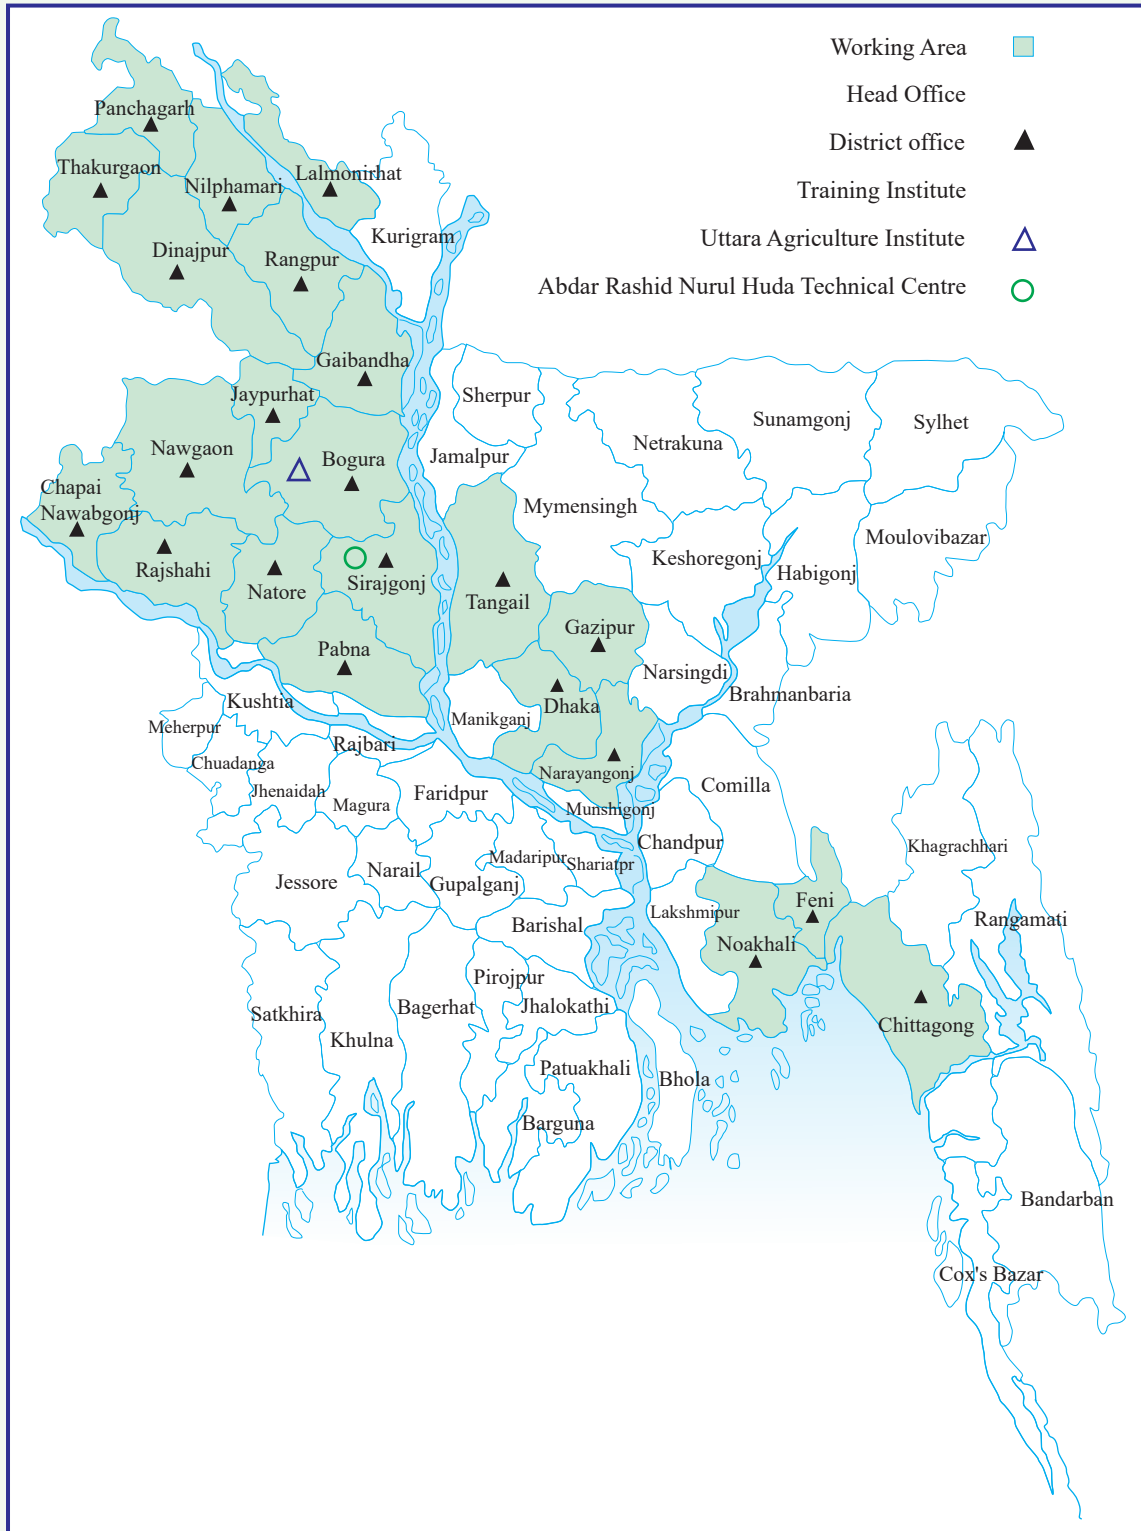 Working Area
Head Office
District office
Training Institute
Uttara Agriculture Institute
Abdar Rashid Nurul Huda Technical Centre
Panchagarh
Thakurgaon
Nilphamari
Lalmonirhat
Kurigram
Dinajpur
Rangpur
Gaibandha
Jaypurhat
Sherpur
Sunamgonj
Sylhet
Netrakuna
Nawgaon
Bogura
Jamalpur
Chapai
Nawabgonj
Mymensingh
Moulovibazar
Keshoregonj
Habigonj
Rajshahi
Natore
Sirajgonj
Tangail
Gazipur
Pabna
Narsingdi
Brahmanbaria
Kushtia
Manikganj
Dhaka
Meherpur
Rajbari
Chuadanga
Narayangonj
Jhenaidah
Magura
Faridpur
Munshigonj
Comilla
Chandpur
Khagrachhari
Madaripur
Shariatpr
Jessore
Narail
Gupalganj
Feni
Lakshmipur
Rangamati
Barishal
Noakhali
Pirojpur
Satkhira
Bagerhat
Jhalokathi
Chittagong
Khulna
Patuakhali
Bhola
Barguna
Bandarban
Cox's Bazar